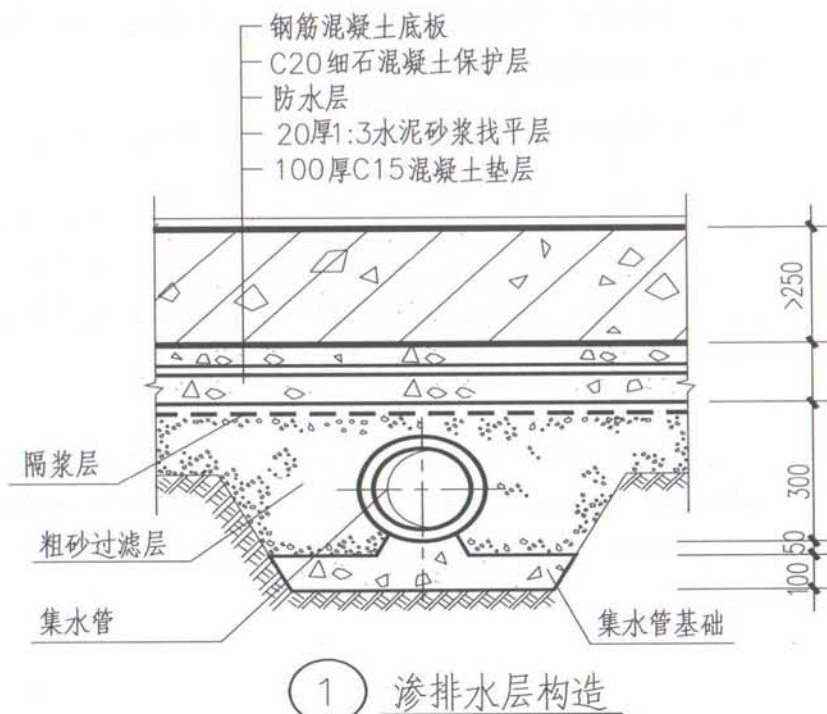 钢筋混凝土底板
C20细石混凝土保护层
防水层
20厚1:3水泥砂浆找平层
100厚C15混凝土垫层
>250
隔浆层
300
粗砂过滤层
50
100
集水管
集水管基础
1 渗排水层构造